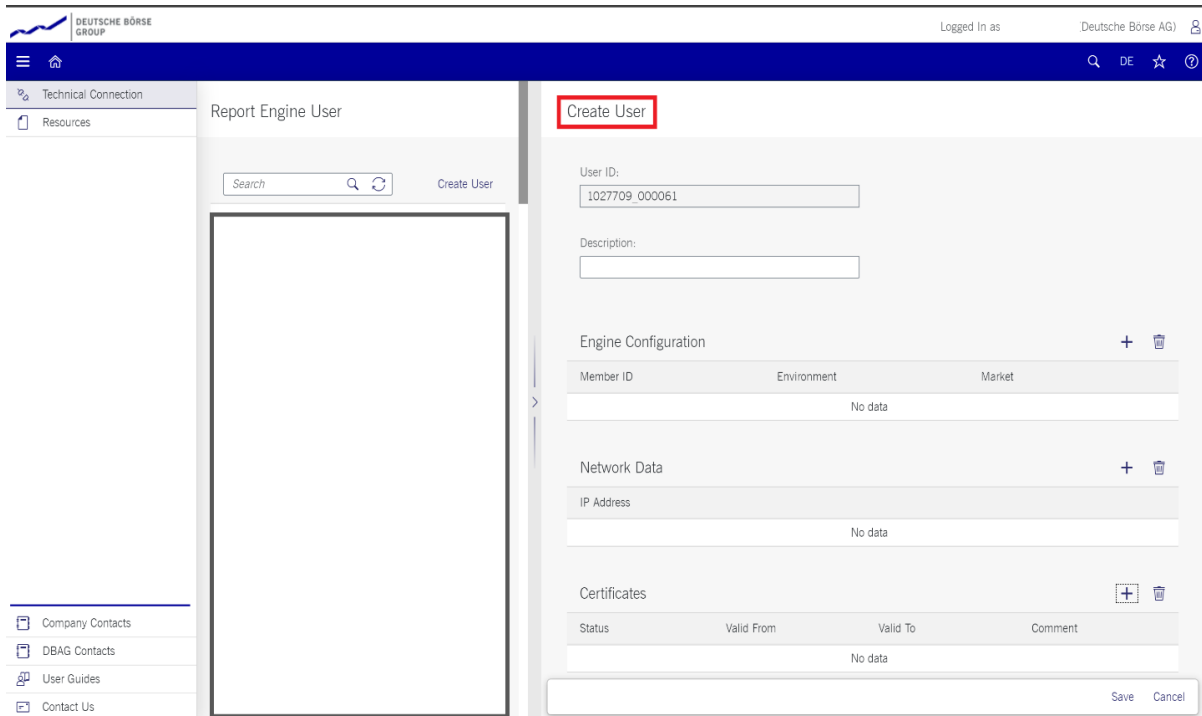 DEUTSCHE BÖRSE
GROUP
Logged In as (Deutsche Börse AG)
DE
Technical Connection
Resources
Company Contacts
DBAG Contacts
User Guides
Contact Us
Report Engine User
Search
Create User
Create User
User ID:
1027709_000061
Description:
Engine Configuration
Member ID Environment Market
No data
Network Data
IP Address
No data
Certificates
Status Valid From Valid To Comment
No data
Save Cancel